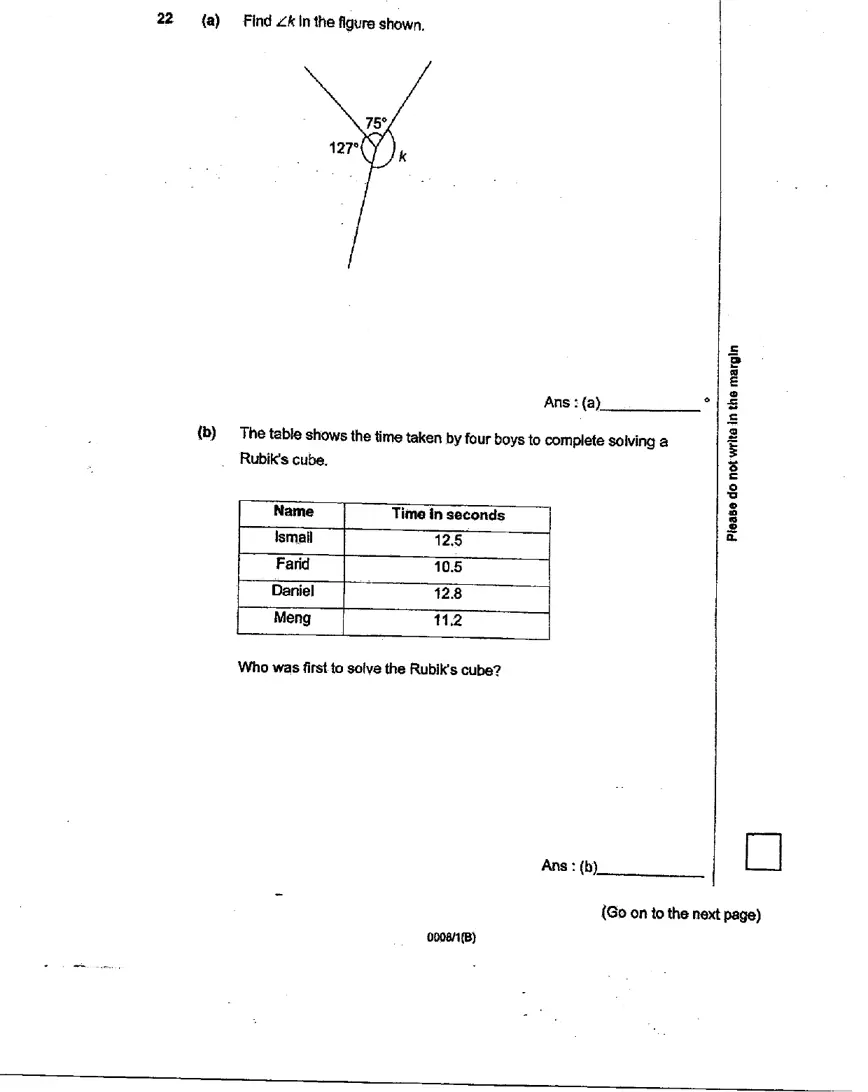 22 (a) Find ∠k in the figure shown.
75°
127°
k
Ans : (a)____________ °
(b) The table shows the time taken by four boys to complete solving a
Rubik's cube.
Name Time in seconds
Ismail 12.5
Farid 10.5
Daniel 12.8
Meng 11.2
Who was first to solve the Rubik's cube?
Ans : (b)____________
Please do not write in the margin
(Go on to the next page)
0008/1(B)